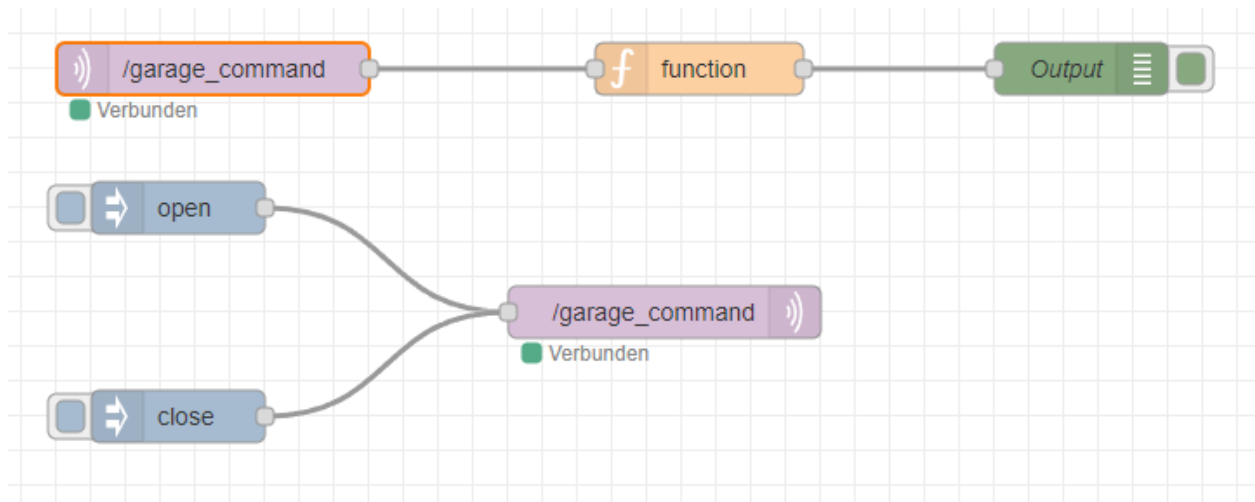 /garage_command
function
Output
Verbunden
open
/garage_command
Verbunden
close